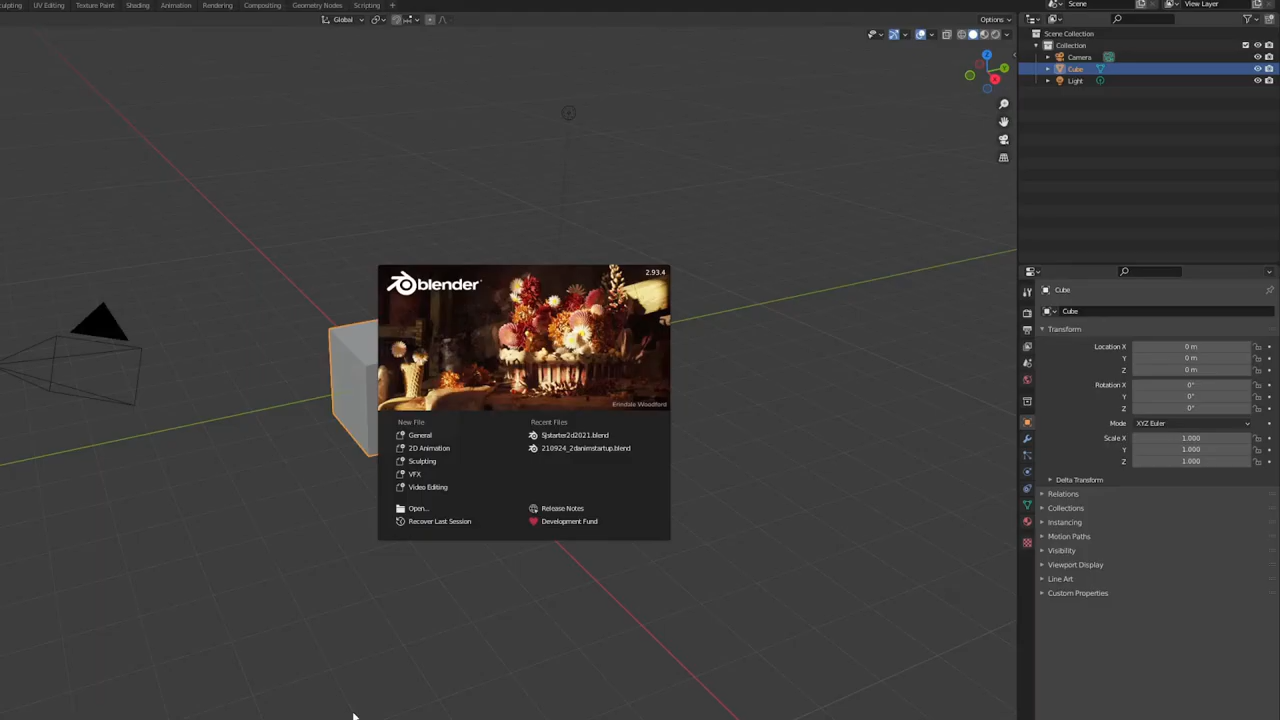 ulpting UV Editing Texture Paint Shading Animation Rendering Compositing Geometry Nodes Scripting +
Scene View Layer
Global
Options
Scene Collection
Collection
Camera
Cube
Light
blender
2.93.4
Erindale Woodford
New File
General
2D Animation
Sculpting
VFX
Video Editing
Open...
Recover Last Session
Recent Files
SJstarter2d2021.blend
210924_2danimstartup.blend
Release Notes
Development Fund
Cube
Cube
Transform
Location X 0 m
Y 0 m
Z 0 m
Rotation X 0°
Y 0°
Z 0°
Mode XYZ Euler
Scale X 1.000
Y 1.000
Z 1.000
Delta Transform
Relations
Collections
Instancing
Motion Paths
Visibility
Viewport Display
Line Art
Custom Properties